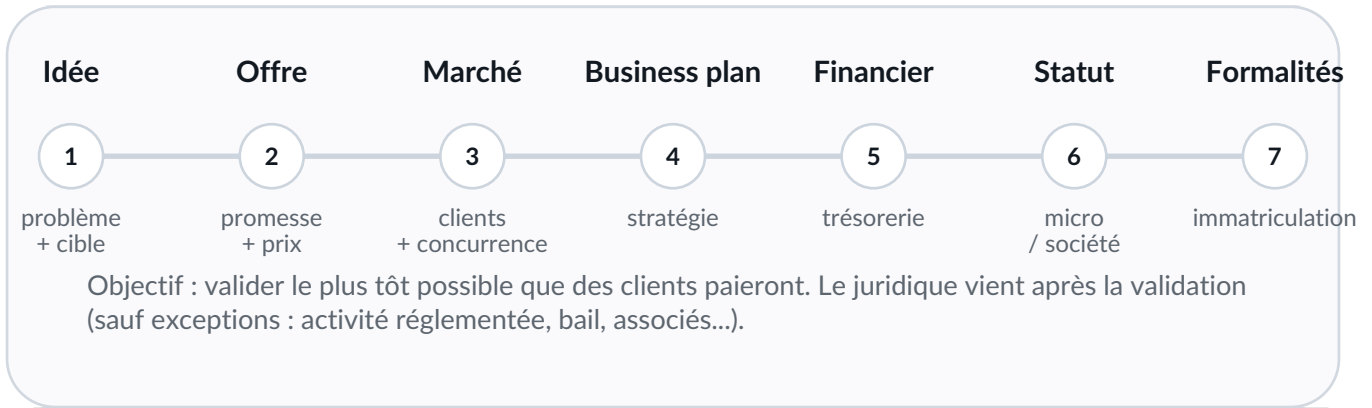 Idée Offre Marché Business plan Financier Statut Formalités
1 2 3 4 5 6 7
problème promesse clients stratégie trésorerie micro immatriculation
+ cible + prix + concurrence / société
Objectif : valider le plus tôt possible que des clients paieront. Le juridique vient après la validation
(sauf exceptions : activité réglementée, bail, associés...).